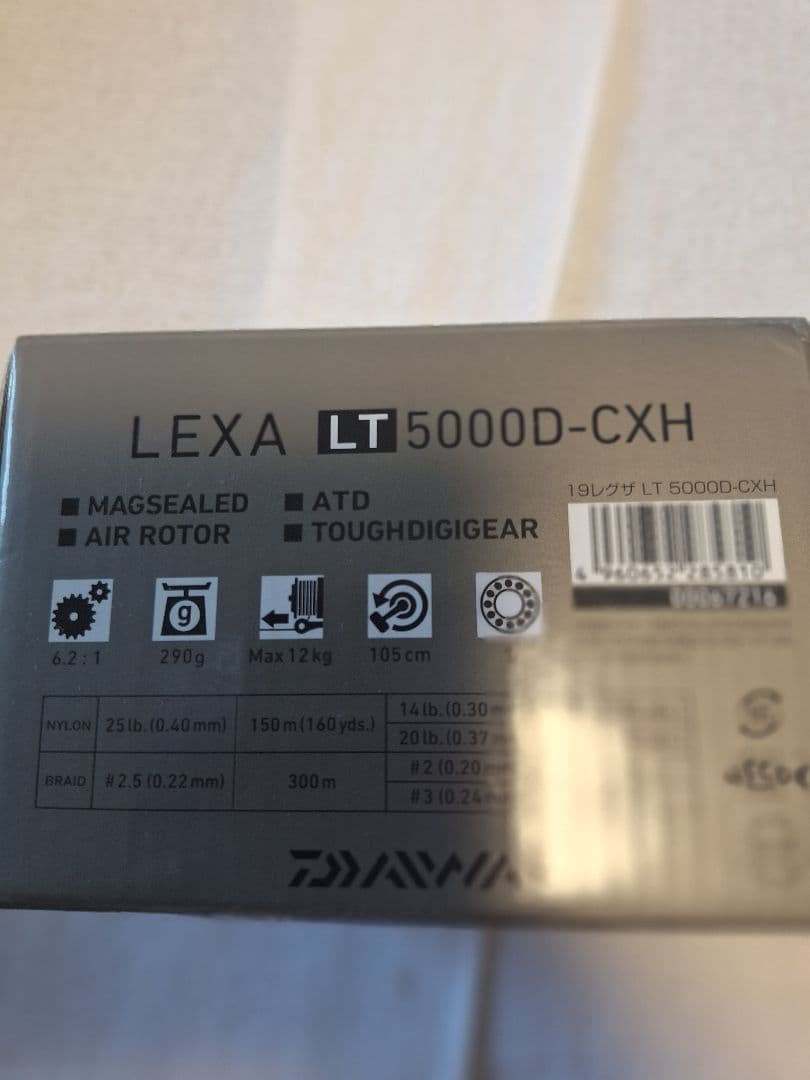 LEXA LT 5000D-CXH
■ MAGSEALED ■ ATD
■ AIR ROTOR ■ TOUGHDIGIGEAR
19レグザ LT 5000D-CXH
g
6.2 : 1 290g Max 12kg 105cm
NYLON 25lb.(0.40mm) 150m(160yds.) 14lb.(0.30
20lb.(0.37
BRAID #2.5 (0.22mm) 300m #2 (0.20
#3 (0.24
DAIWA